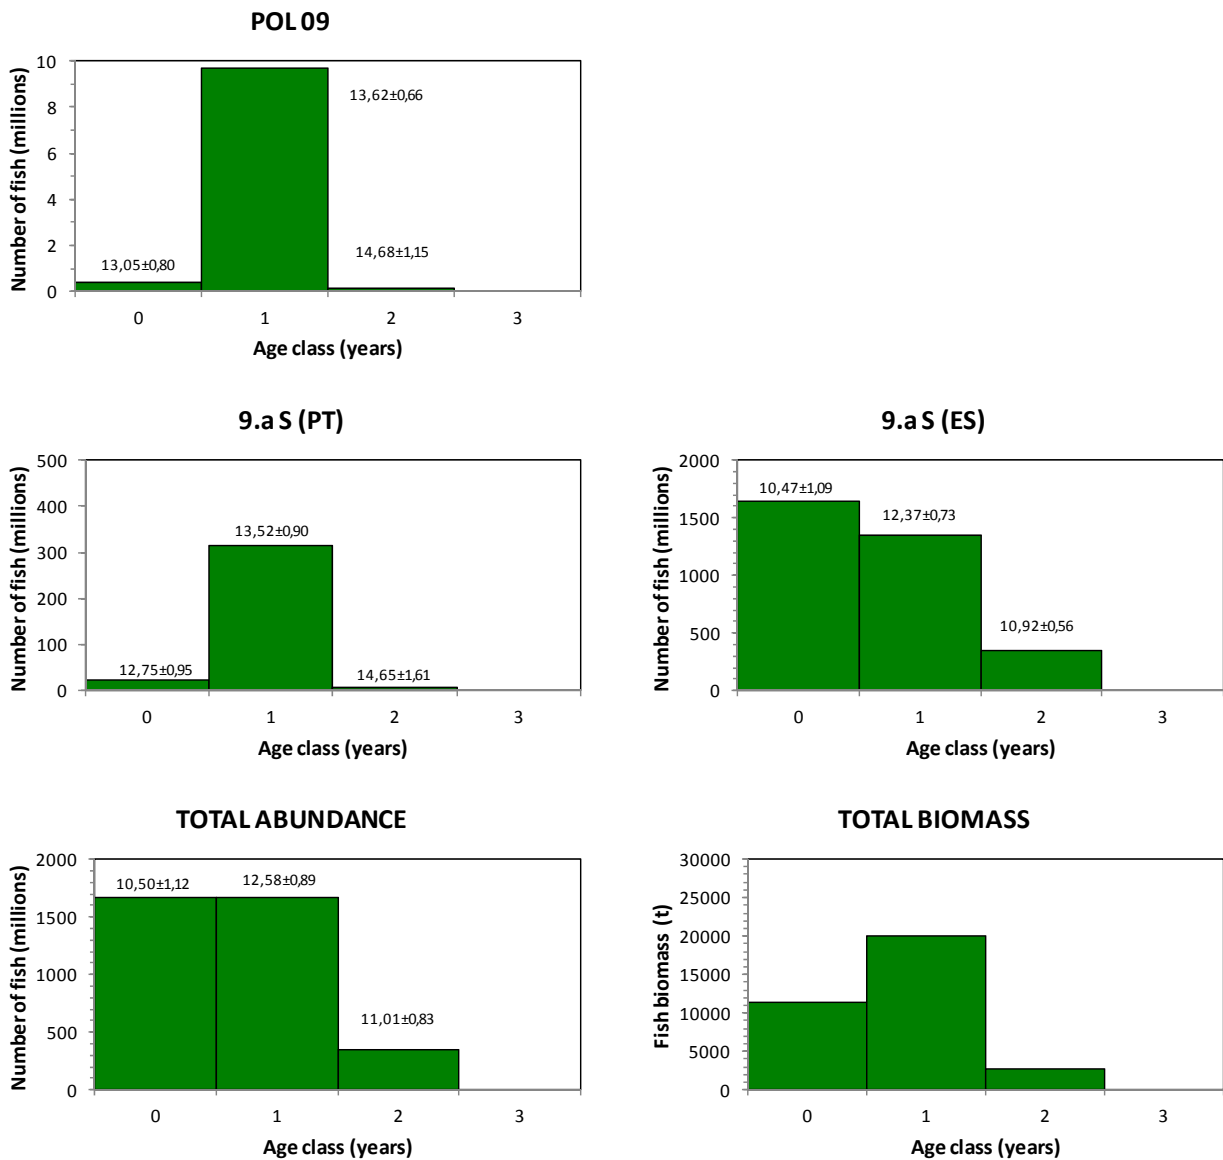 POL 09
Number of fish (millions)
10
8
6
4
2
0
13,05±0,80
13,62±0,66
14,68±1,15
0 1 2 3
Age class (years)
9.a S (PT)
Number of fish (millions)
500
400
300
200
100
0
12,75±0,95
13,52±0,90
14,65±1,61
0 1 2 3
Age class (years)
9.a S (ES)
Number of fish (millions)
2000
1500
1000
500
0
10,47±1,09
12,37±0,73
10,92±0,56
0 1 2 3
Age class (years)
TOTAL ABUNDANCE
Number of fish (millions)
2000
1500
1000
500
0
10,50±1,12
12,58±0,89
11,01±0,83
0 1 2 3
Age class (years)
TOTAL BIOMASS
Fish biomass (t)
30000
25000
20000
15000
10000
5000
0
0 1 2 3
Age class (years)